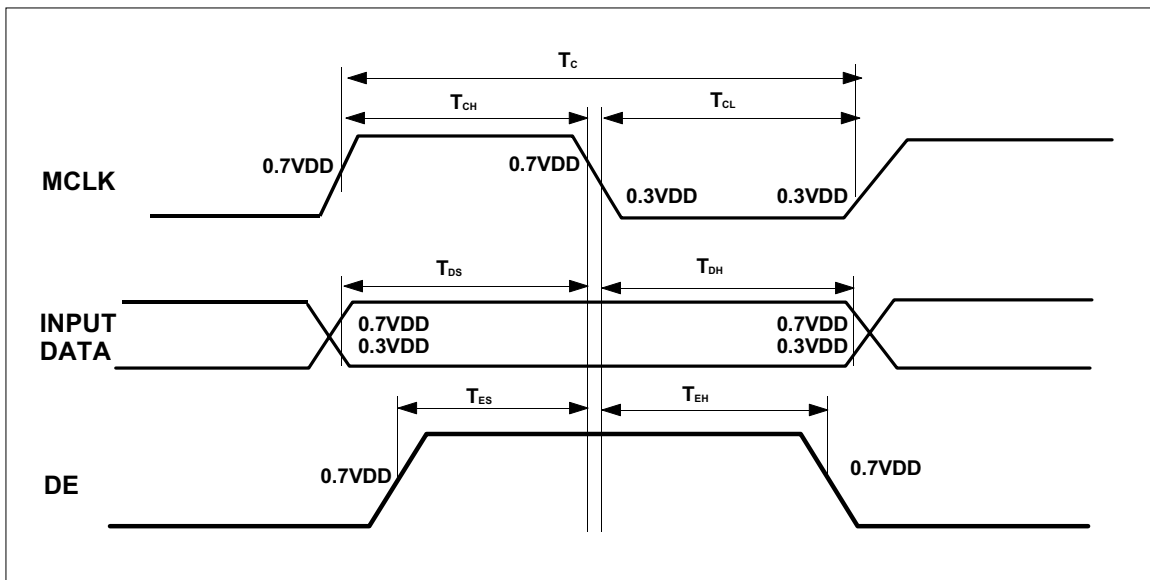 Tc
TCH
TCL
0.7VDD
0.7VDD
MCLK
0.3VDD
0.3VDD
TDS
TDH
INPUT
DATA
0.7VDD
0.3VDD
0.7VDD
0.3VDD
TES
TEH
0.7VDD
0.7VDD
DE